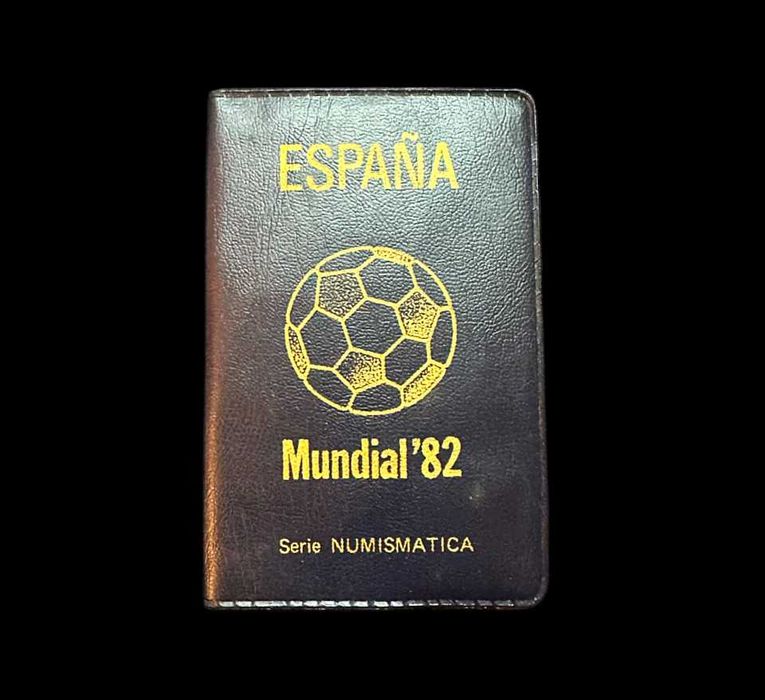 ESPAÑA
Mundial '82
Serie NUMISMATICA